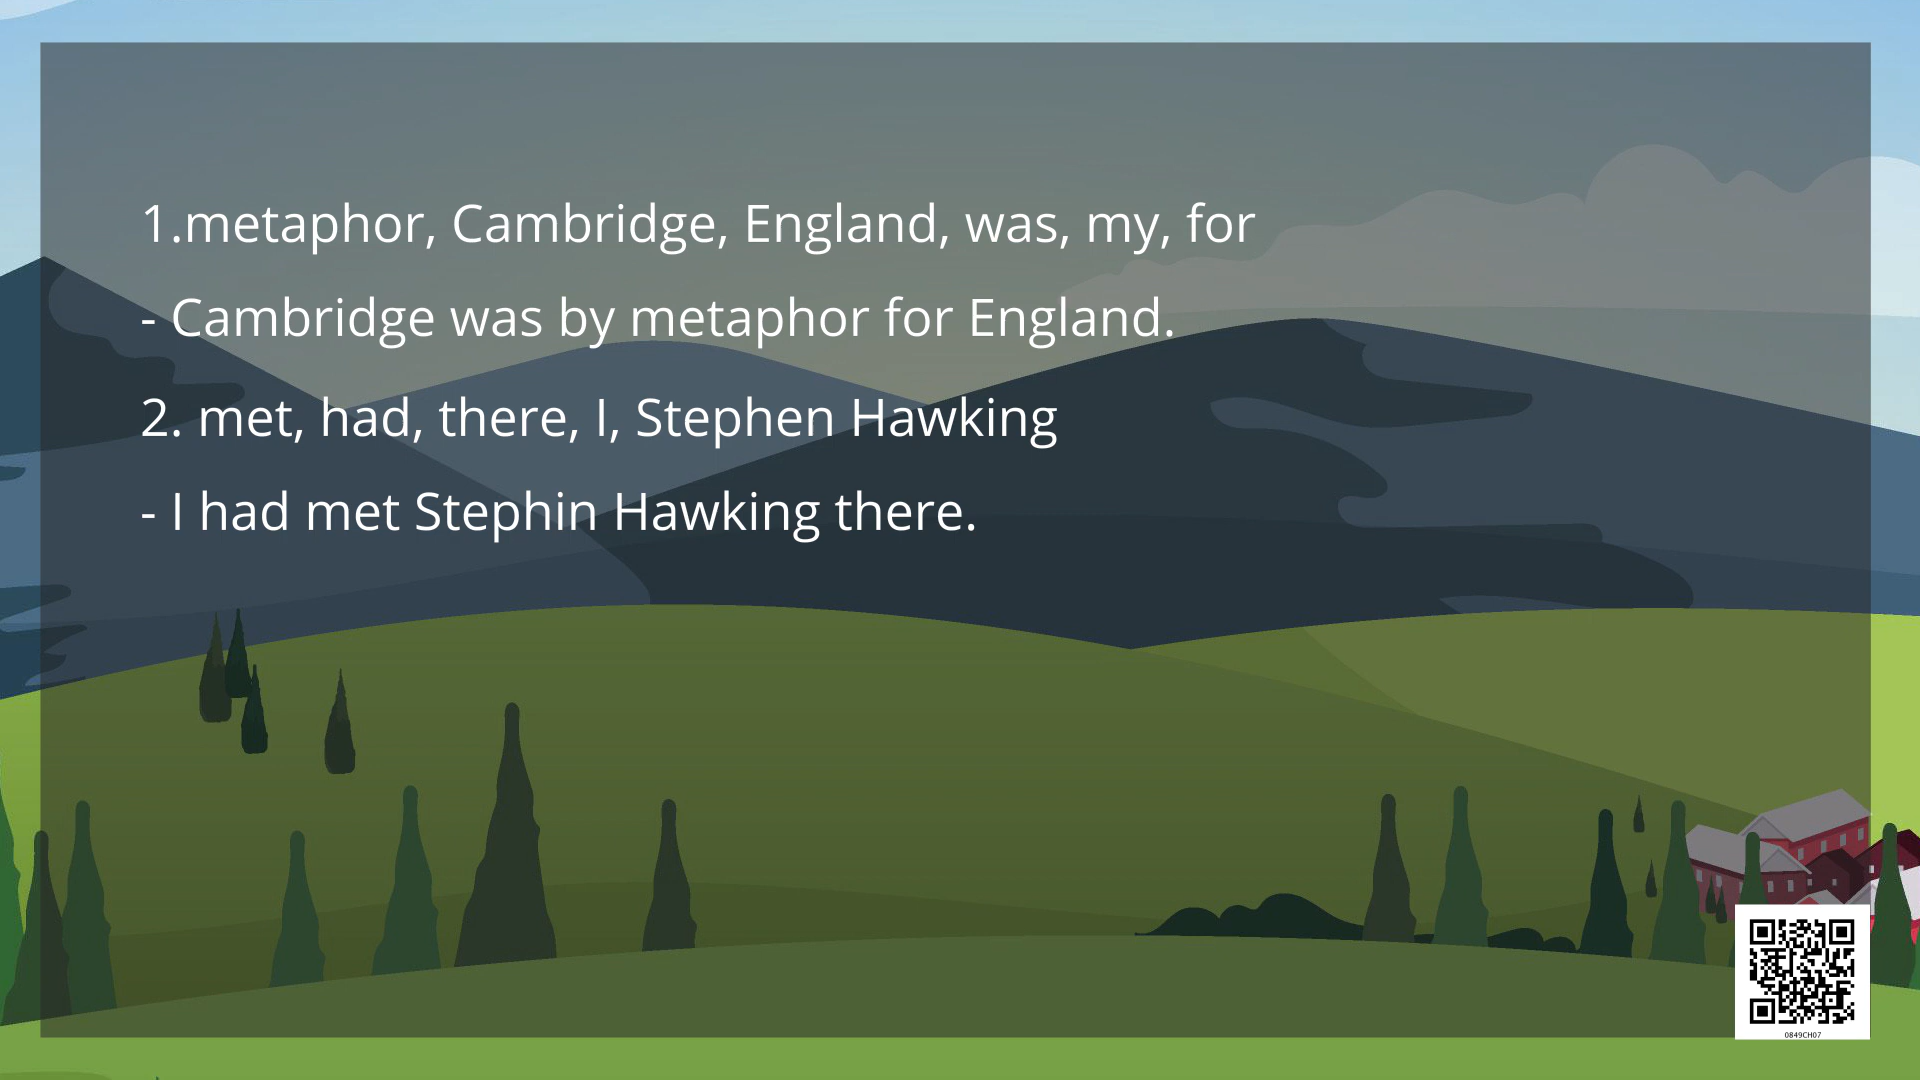 1.metaphor, Cambridge, England, was, my, for
- Cambridge was by metaphor for England.
2. met, had, there, I, Stephen Hawking
- I had met Stephin Hawking there.
0849CH07